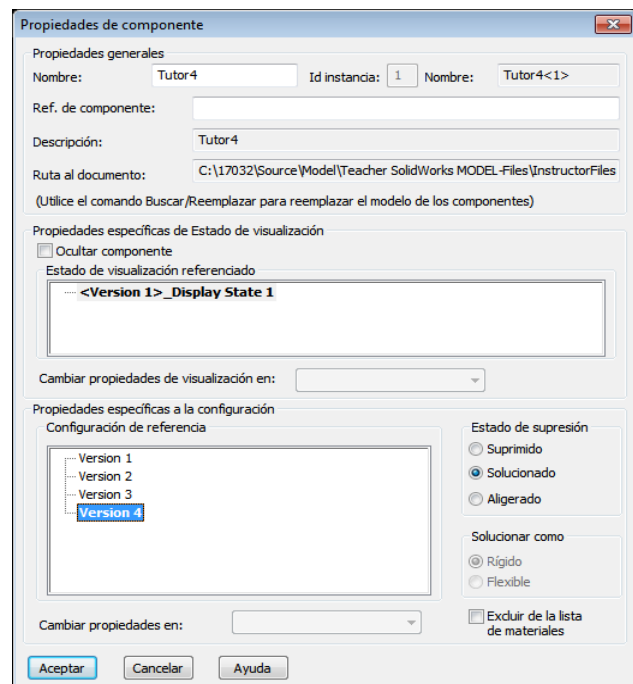 Propiedades de componente
Propiedades generales
Nombre: Tutor4 Id instancia: 1 Nombre: Tutor4<1>
Ref. de componente:
Descripción: Tutor4
Ruta al documento: C:\17032\Source\Model\Teacher SolidWorks MODEL-Files\InstructorFiles
(Utilice el comando Buscar/Reemplazar para reemplazar el modelo de los componentes)
Propiedades específicas de Estado de visualización
Ocultar componente
Estado de visualización referenciado
<Version 1>_Display State 1
Cambiar propiedades de visualización en:
Propiedades específicas a la configuración
Configuración de referencia
Version 1
Version 2
Version 3
Version 4
Cambiar propiedades en:
Estado de supresión
Suprimido
Solucionado
Aligerado
Solucionar como
Rígido
Flexible
Excluir de la lista
de materiales
Aceptar Cancelar Ayuda